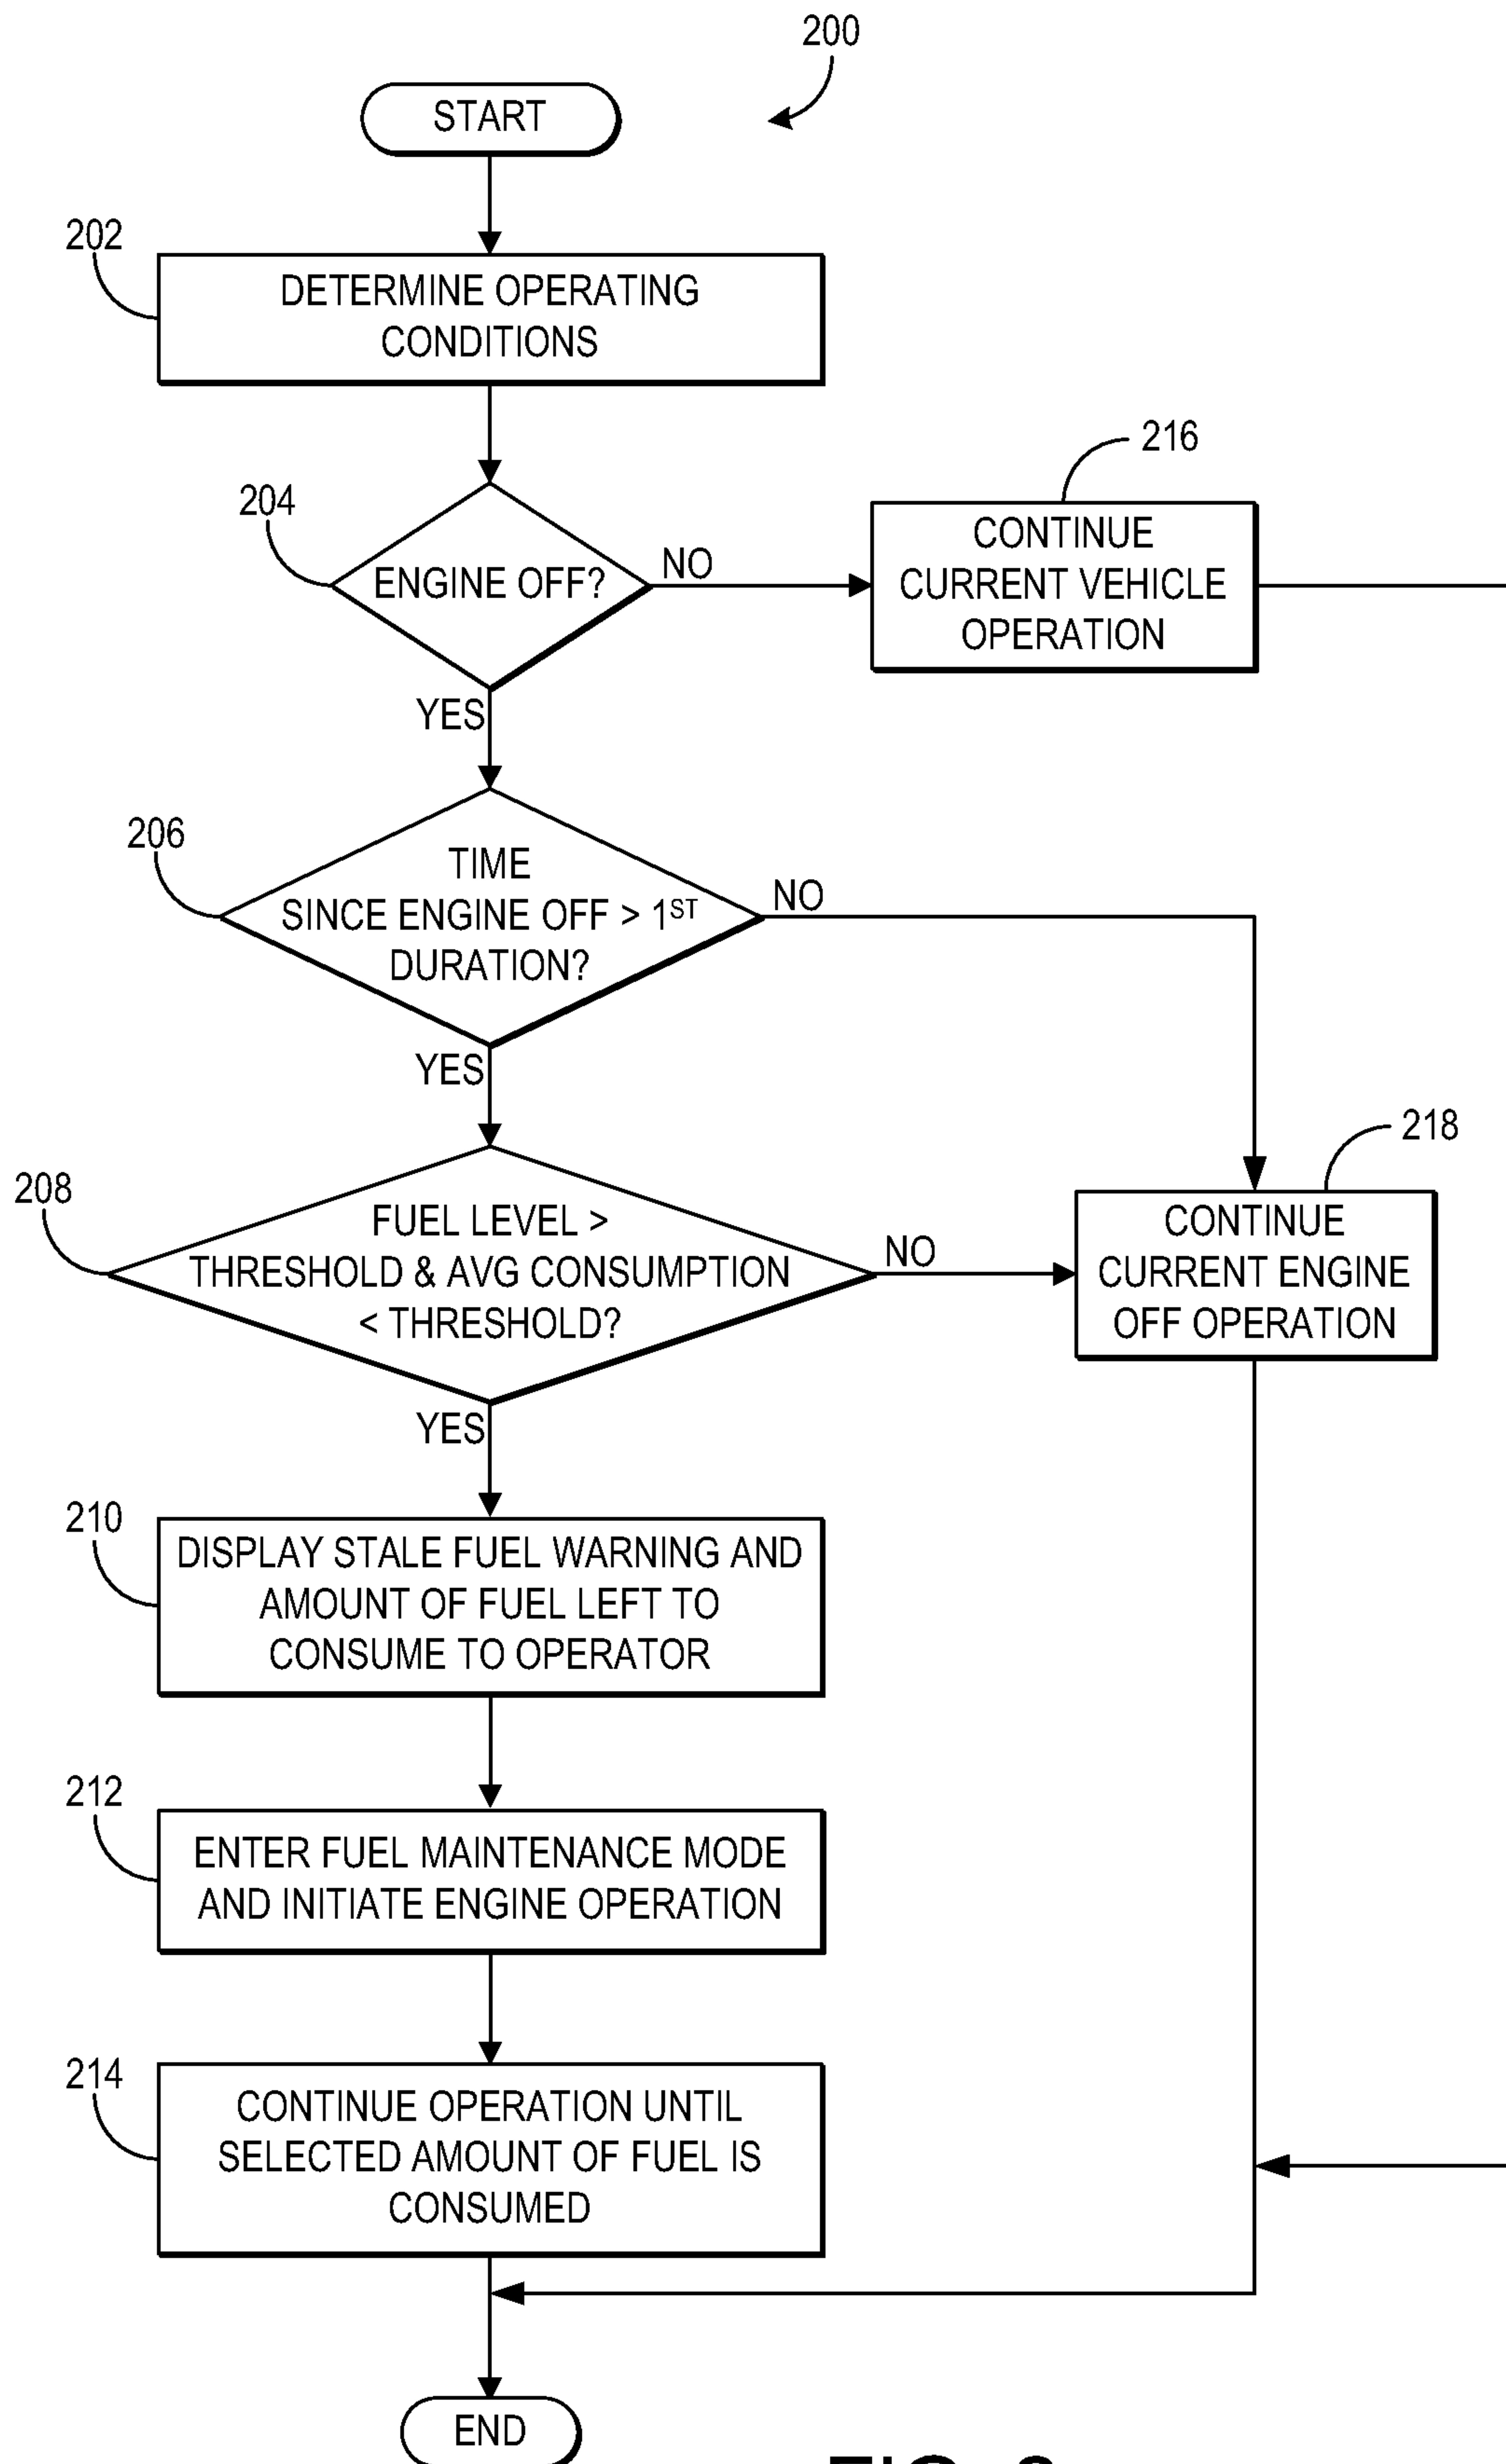 200
START
202
DETERMINE OPERATING
CONDITIONS
216
204
ENGINE OFF?
NO
CONTINUE
CURRENT VEHICLE
OPERATION
YES
206
TIME
SINCE ENGINE OFF > 1ST
DURATION?
NO
YES
218
208
FUEL LEVEL >
THRESHOLD & AVG CONSUMPTION
< THRESHOLD?
NO
CONTINUE
CURRENT ENGINE
OFF OPERATION
YES
210
DISPLAY STALE FUEL WARNING AND
AMOUNT OF FUEL LEFT TO
CONSUME TO OPERATOR
212
ENTER FUEL MAINTENANCE MODE
AND INITIATE ENGINE OPERATION
214
CONTINUE OPERATION UNTIL
SELECTED AMOUNT OF FUEL IS
CONSUMED
END